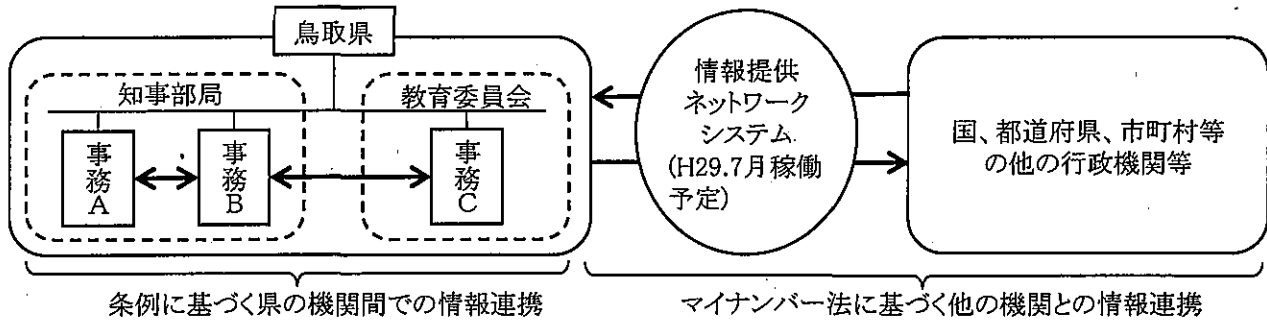 鳥取県
知事部局
教育委員会
事務A
事務B
事務C
情報提供
ネットワーク
システム
(H29.7月稼働
予定)
国、都道府県、市町村等
の他の行政機関等
条例に基づく県の機関間での情報連携
マイナンバー法に基づく他の機関との情報連携